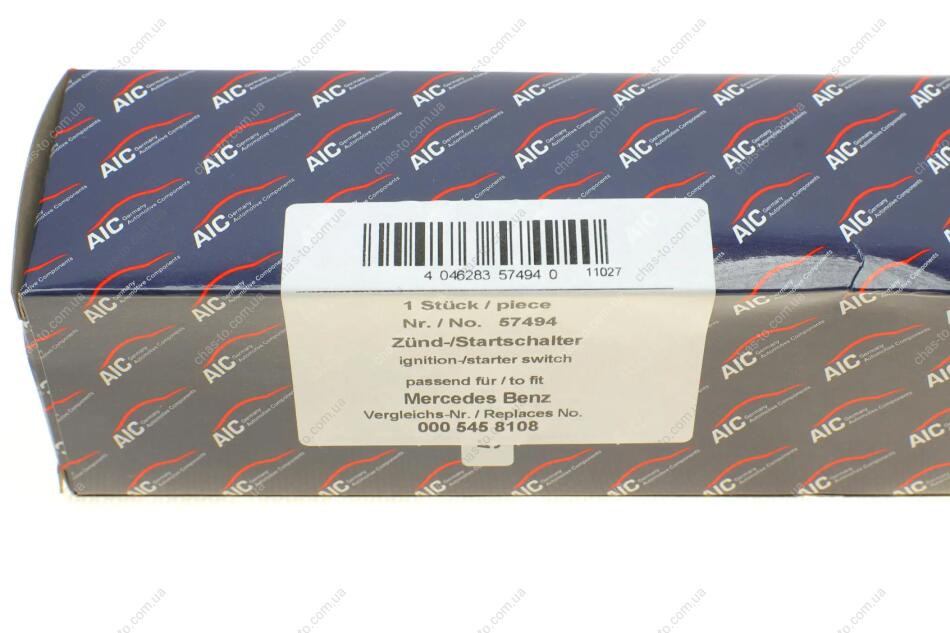 AIC Germany
Automotive Components
4 046283 57494 0 11027
1 Stück / piece
Nr. / No. 57494
Zünd-/Startschalter
ignition-/starter switch
passend für / to fit
Mercedes Benz
Vergleichs-Nr. / Replaces No.
000 545 8108
chas-to.com.ua